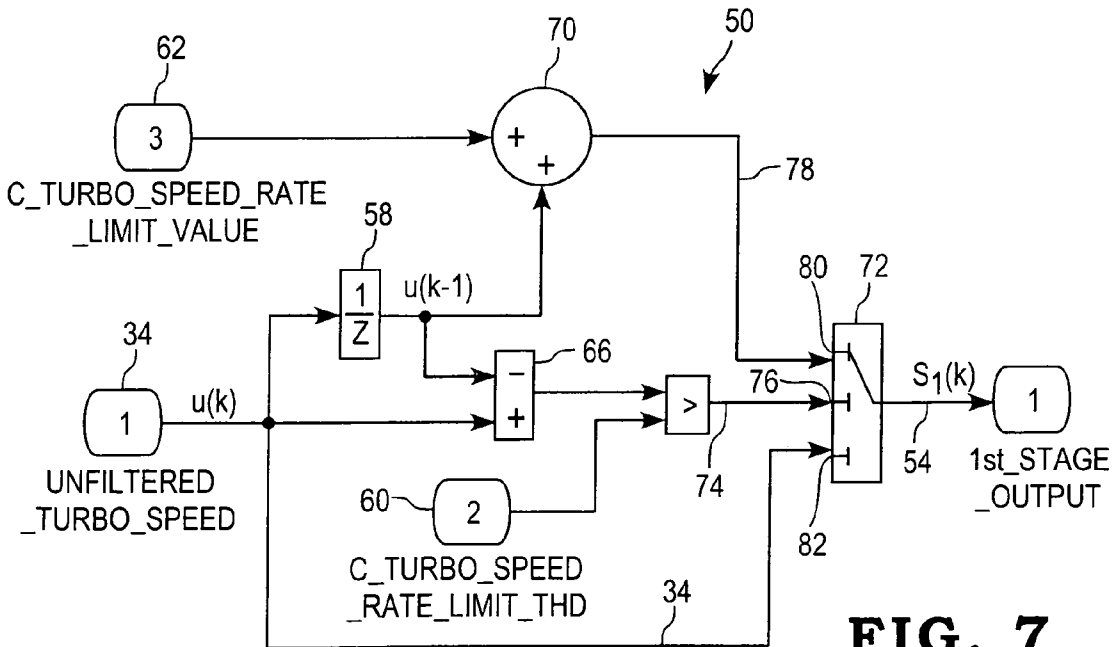 50
70
62
3
+
+
78
C_TURBO_SPEED_RATE
_LIMIT_VALUE
58
1
Z
u(k-1)
80
72
34
66
−
+
76
S1(k)
1
u(k)
>
1
UNFILTERED
_TURBO_SPEED
74
54
1st_STAGE
_OUTPUT
60
2
82
C_TURBO_SPEED
_RATE_LIMIT_THD
34
FIG. 7